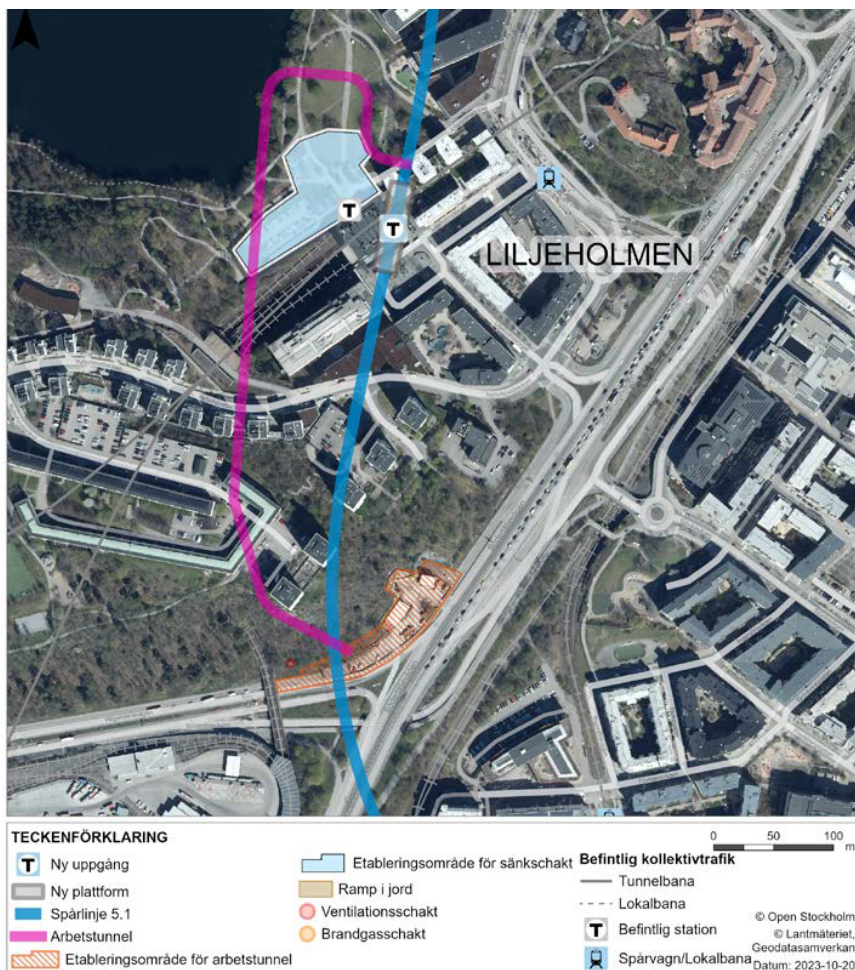 LILJEHOLMEN
TECKENFÖRKLARING
T Ny uppgång
Ny plattform
Spårlinje 5.1
Arbetstunnel
Etableringsområde för arbetstunnel
Etableringsområde för sänkschakt
Ramp i jord
Ventilationsschakt
Brandgasschakt
0 50 100
m
Befintlig kollektivtrafik
Tunnelbana
Lokalbana
T Befintlig station
Spårvagn/Lokalbana
© Open Stockholm
© Lantmäteriet,
Geodatasamverkan
Datum: 2023-10-20